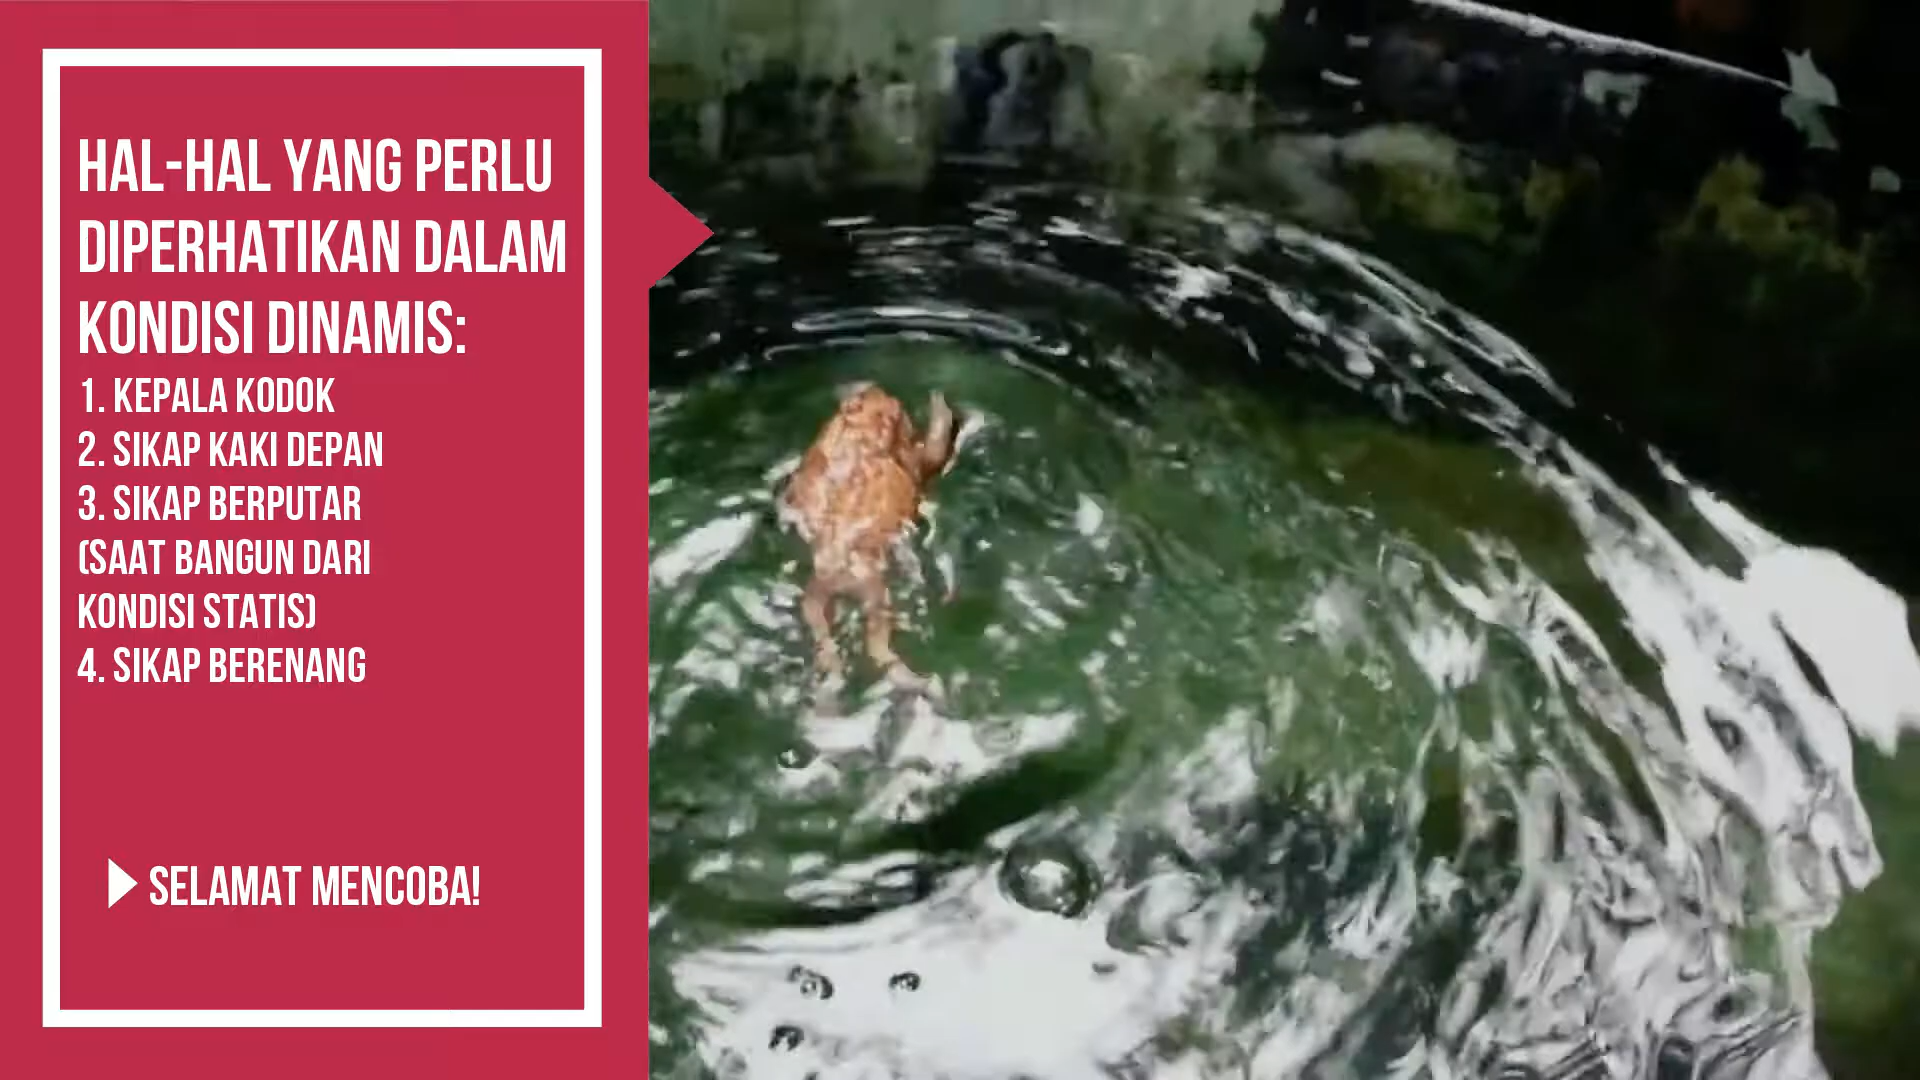 HAL-HAL YANG PERLU
DIPERHATIKAN DALAM
KONDISI DINAMIS:
1. KEPALA KODOK
2. SIKAP KAKI DEPAN
3. SIKAP BERPUTAR
(SAAT BANGUN DARI
KONDISI STATIS)
4. SIKAP BERENANG
SELAMAT MENCOBA!